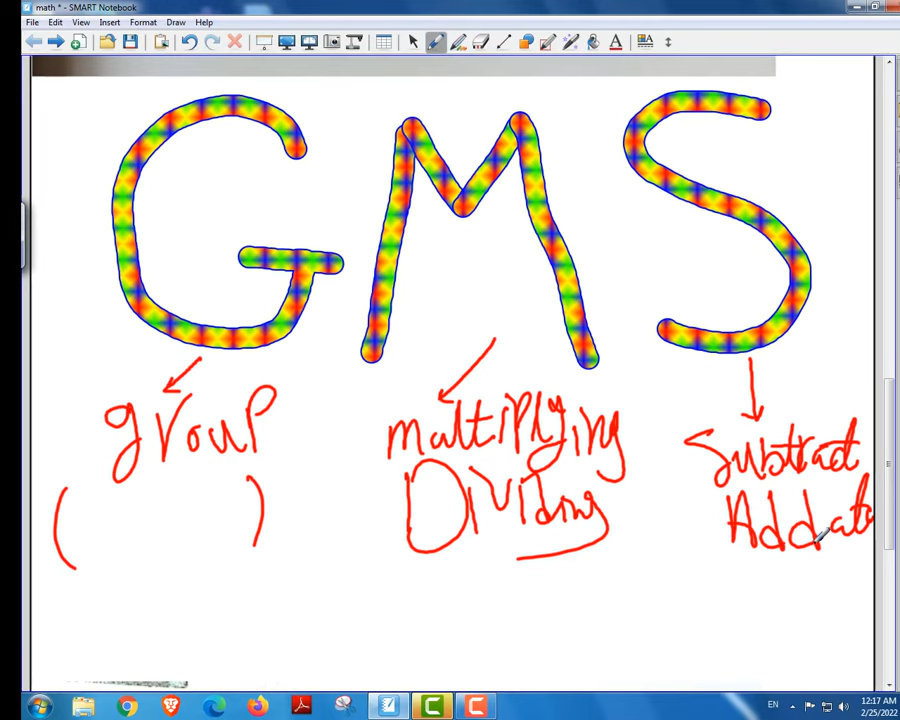 math * - SMART Notebook
File Edit View Insert Format Draw Help
GMS
group multiplying Subtract
( ) Dividing
EN 12:17 AM
2/25/2022